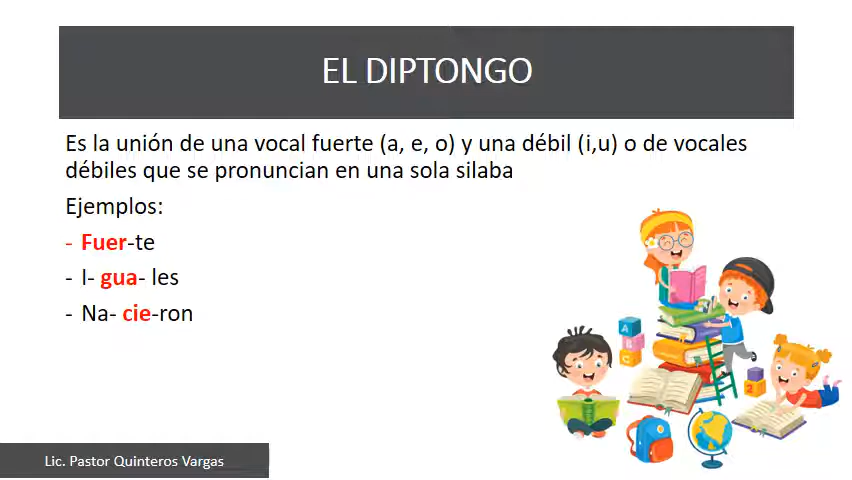 EL DIPTONGO
Es la unión de una vocal fuerte (a, e, o) y una débil (i,u) o de vocales
débiles que se pronuncian en una sola silaba
Ejemplos:
- Fuer-te
- I- gua- les
- Na- cie-ron
A
B
C
2
Lic. Pastor Quinteros Vargas